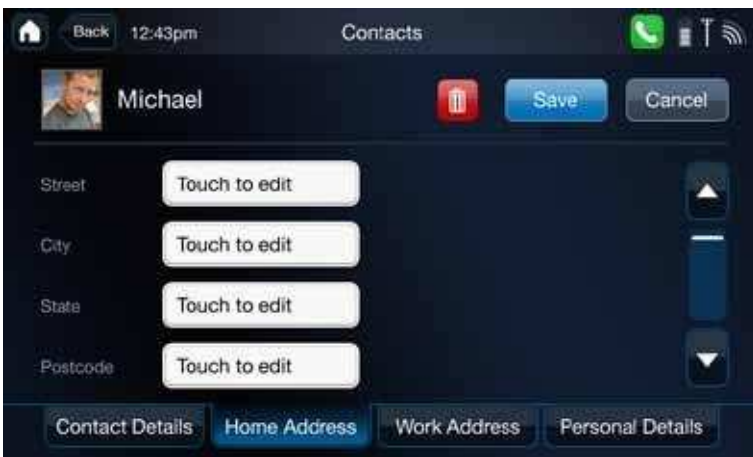 Back 12:43pm Contacts
Michael Save Cancel
Street Touch to edit
City Touch to edit
State Touch to edit
Postcode Touch to edit
Contact Details Home Address Work Address Personal Details